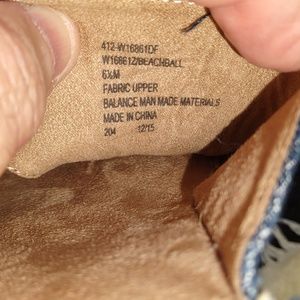 412-W16861DF
W16861Z/BEACHBALL
6½M
FABRIC UPPER
BALANCE MAN MADE MATERIALS
MADE IN CHINA
204 12/15